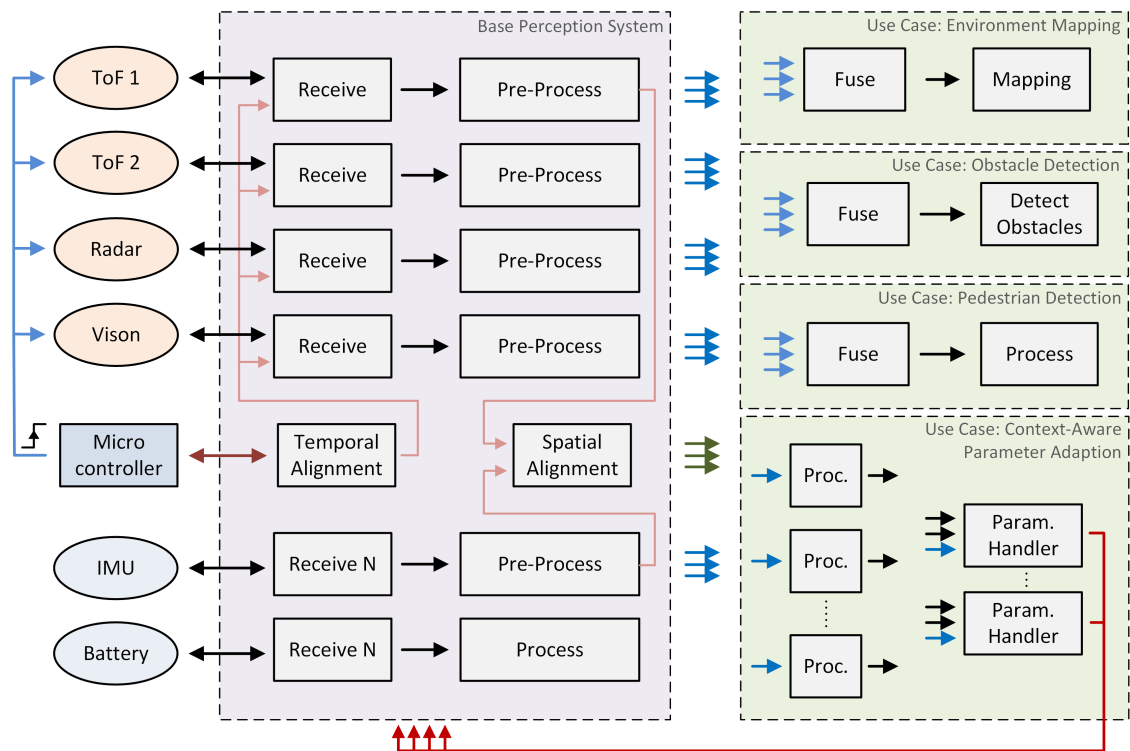 Base Perception System
Use Case: Environment Mapping
ToF 1
Receive
Pre-Process
Fuse
Mapping
ToF 2
Receive
Pre-Process
Use Case: Obstacle Detection
Fuse
Detect
Obstacles
Radar
Receive
Pre-Process
Use Case: Pedestrian Detection
Vison
Receive
Pre-Process
Fuse
Process
Micro
controller
Temporal
Alignment
Spatial
Alignment
Use Case: Context-Aware
Parameter Adaption
Proc.
Param.
Handler
IMU
Receive N
Pre-Process
Proc.
Param.
Handler
Battery
Receive N
Process
Proc.